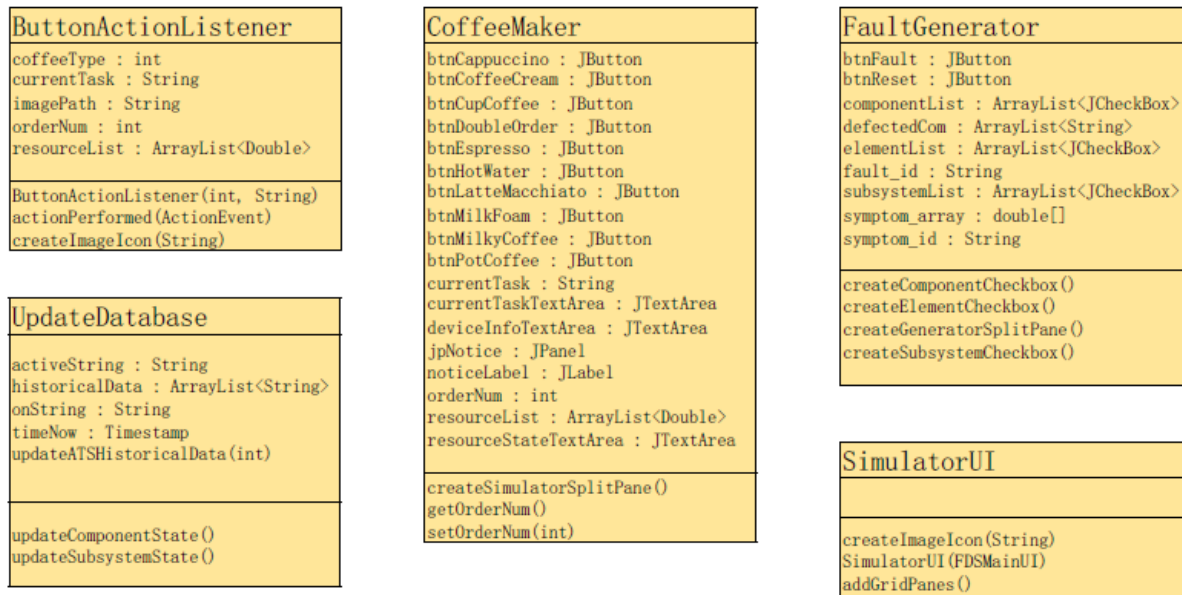 ButtonActionListener
coffeeType : int
currentTask : String
imagePath : String
orderNum : int
resourceList : ArrayList<Double>
ButtonActionListener(int, String)
actionPerformed(ActionEvent)
createImageIcon(String)
UpdateDatabase
activeString : String
historicalData : ArrayList<String>
onString : String
timeNow : Timestamp
updateATSHistoricalData(int)
updateComponentState()
updateSubsystemState()
CoffeeMaker
btnCappuccino : JButton
btnCoffeeCream : JButton
btnCupCoffee : JButton
btnDoubleOrder : JButton
btnEspresso : JButton
btnHotWater : JButton
btnLatteMacchiato : JButton
btnMilkFoam : JButton
btnMilkyCoffee : JButton
btnPotCoffee : JButton
currentTask : String
currentTaskTextArea : JTextArea
deviceInfoTextArea : JTextArea
jpNotice : JPanel
noticeLabel : JLabel
orderNum : int
resourceList : ArrayList<Double>
resourceStateTextArea : JTextArea
createSimulatorSplitPane()
getOrderNum()
setOrderNum(int)
FaultGenerator
btnFault : JButton
btnReset : JButton
componentList : ArrayList<JCheckBox>
defectedCom : ArrayList<String>
elementList : ArrayList<JCheckBox>
fault_id : String
subsystemList : ArrayList<JCheckBox>
symptom_array : double[]
symptom_id : String
createComponentCheckbox()
createElementCheckbox()
createGeneratorSplitPane()
createSubsystemCheckbox()
SimulatorUI
createImageIcon(String)
SimulatorUI(FDSMainUI)
addGridPanes()